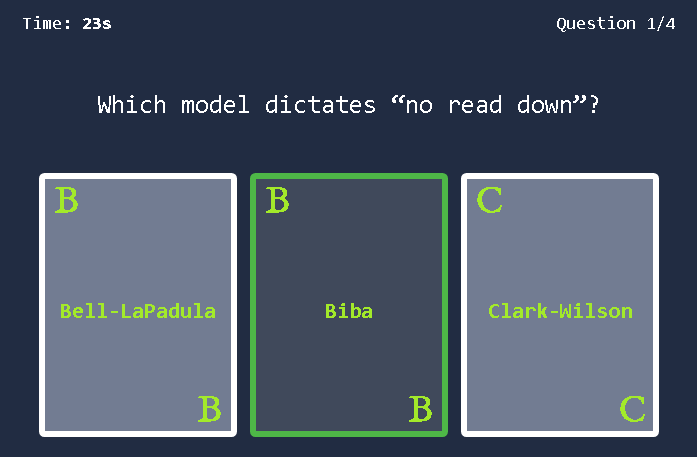 Time: 23s
Question 1/4
Which model dictates “no read down”?
B
Bell-LaPadula
B
B
Biba
B
C
Clark-Wilson
C